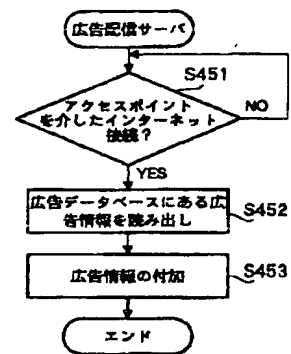 広告配信サーバ
S451
アクセスポイント
を介したインターネット
接続?
NO
YES
広告データベースにある広
告情報を読み出し
S452
広告情報の付加
S453
エンド